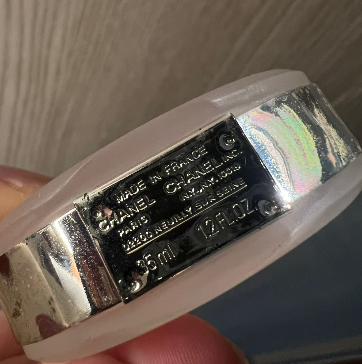 MADE IN FRANCE
CHANEL CHANEL INC
PARIS NY.NY.10019
92200 NEUILLY SUR SEINE
35 ml 1.2 FL.OZ